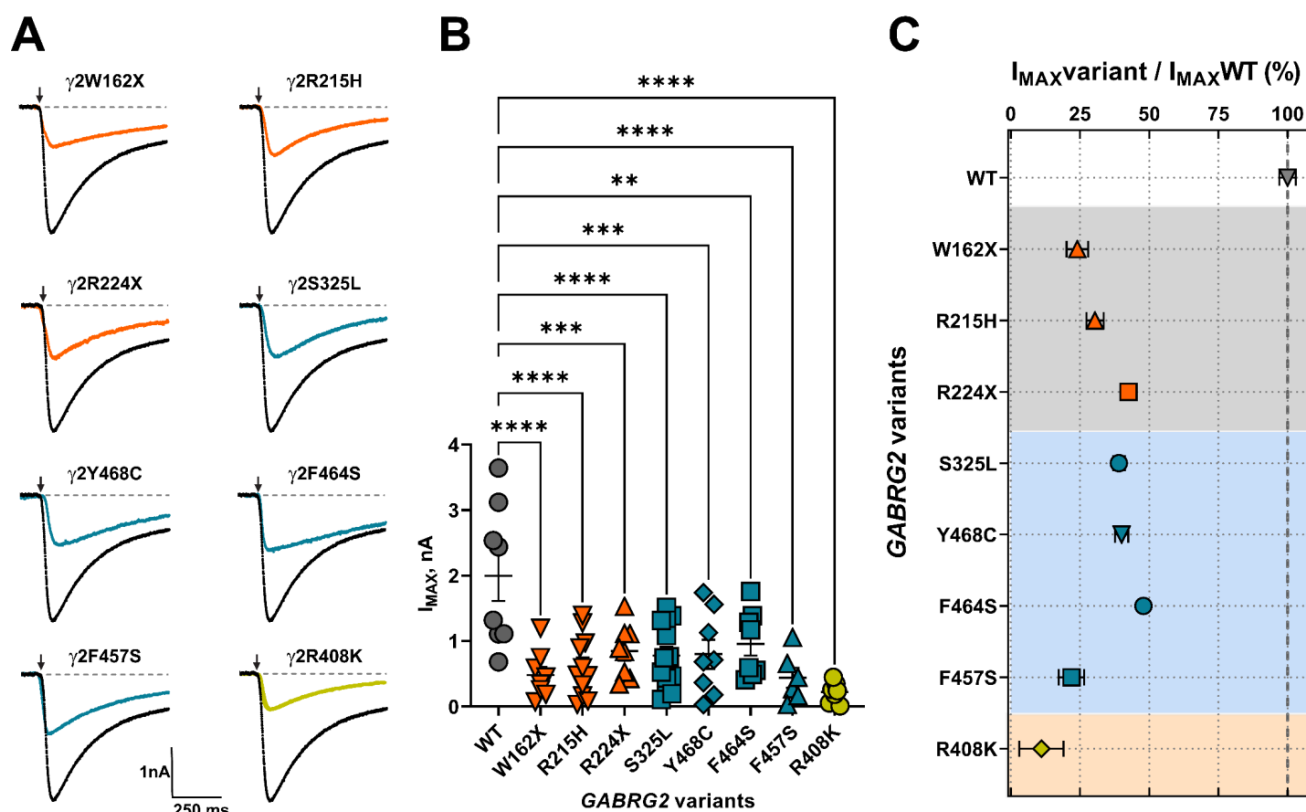 A
γ2W162X
γ2R215H
γ2R224X
γ2S325L
γ2Y468C
γ2F464S
γ2F457S
γ2R408K
1nA
250 ms
B
****
****
**
***
****
***
****
****
4
3
2
1
0
IMAX, nA
WT
W162X
R215H
R224X
S325L
Y468C
F464S
F457S
R408K
GABRG2 variants
C
IMAXvariant / IMAXWT (%)
0 25 50 75 100
WT
W162X
R215H
R224X
S325L
Y468C
F464S
F457S
R408K
GABRG2 variants